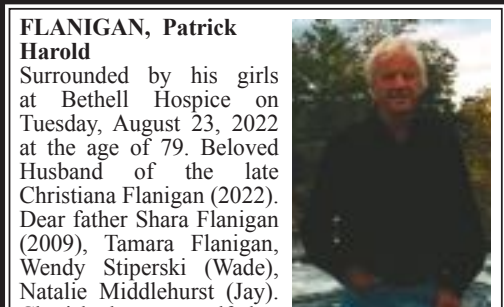 FLANIGAN, Patrick
Harold
Surrounded by his girls
at Bethell Hospice on
Tuesday, August 23, 2022
at the age of 79. Beloved
Husband of the late
Christiana Flanigan (2022).
Dear father Shara Flanigan
(2009), Tamara Flanigan,
Wendy Stiperski (Wade),
Natalie Middlehurst (Jay).